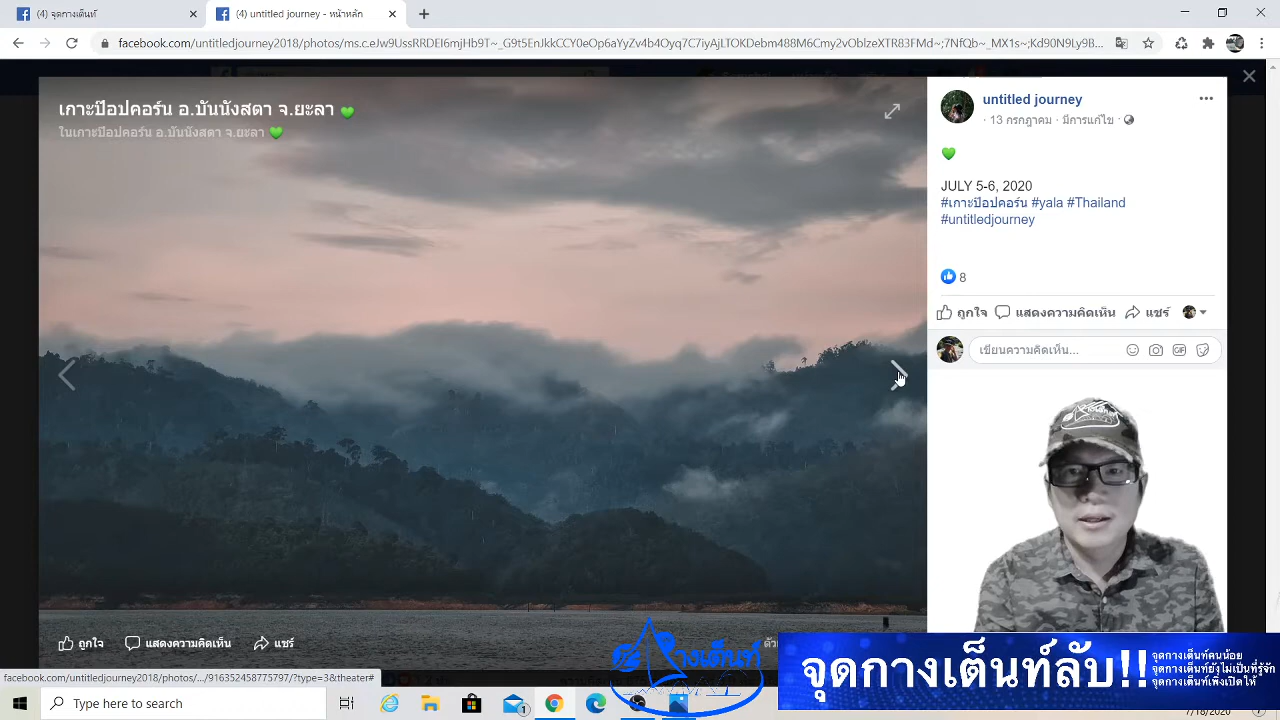 (4) จุดกางเต็นท์
(4) untitled journey - หน้าหลัก
facebook.com/untitledjourney2018/photos/ms.c.eJw9UssRRDEI6mjHb9T~_G9t5EukkCCY0eOp6aYyZv4b4Oyq7C7iyAjLTOKDebm488M6Cmy2vOblzeXTR83FMd~;7NfQb~_MX1s~;Kd90N9Ly9B...
เกาะป๊อปคอร์น อ.บันนังสตา จ.ยะลา 💚
ในเกาะป๊อปคอร์น อ.บันนังสตา จ.ยะลา 💚
untitled journey
· 13 กรกฎาคม · มีการแก้ไข ·
💚
JULY 5-6, 2020
#เกาะป๊อปคอร์น #yala #Thailand
#untitledjourney
8
ถูกใจ แสดงความคิดเห็น แชร์
เขียนความคิดเห็น...
GIF
ถูกใจ แสดงความคิดเห็น แชร์
กางเต็นท์
จุดกางเต็นท์ลับ!!
จุดกางเต็นท์คนน้อย
จุดกางเต็นท์ยังไม่เป็นที่รู้จัก
จุดกางเต็นท์เพิ่งเปิดให้
Type here to search
7/18/2020